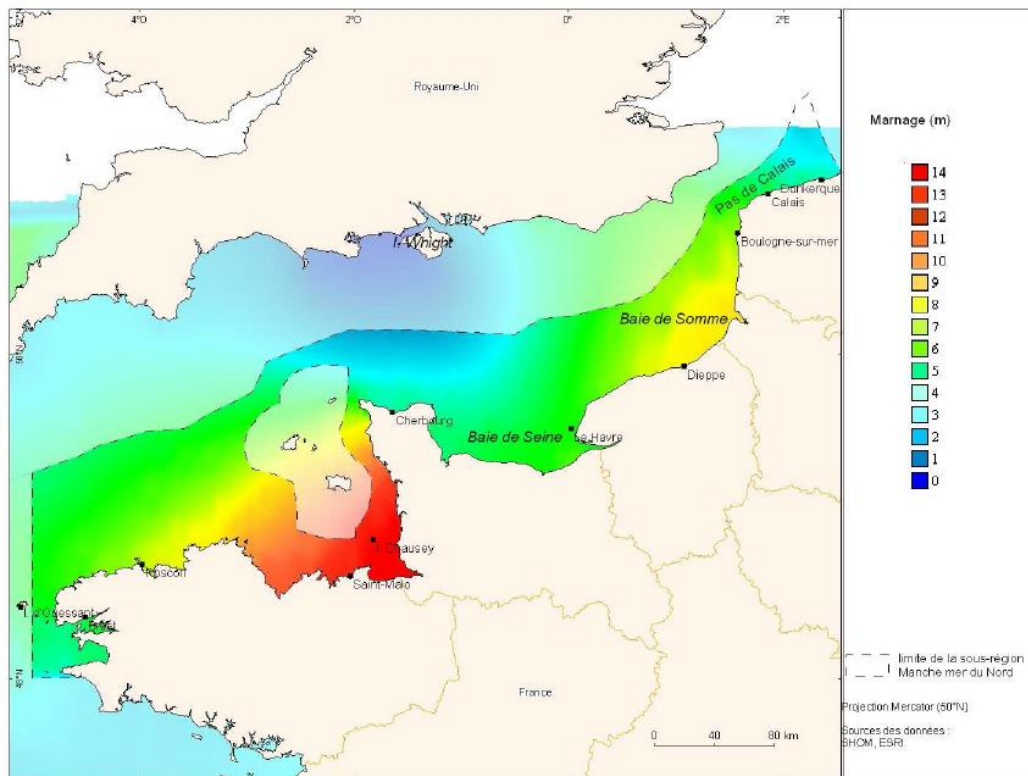 4°O
2°O
0°
2°E
Royaume-Uni
Marnage (m)
14
13
12
11
10
9
8
7
6
5
4
3
2
1
0
Pas de Calais
Dunkerque
Calais
Boulogne-sur-mer
I. Whight
Baie de Somme
50°N
Dieppe
Cherbourg
Baie de Seine
Le Havre
I. Chausey
Roscoff
Saint-Malo
I. d'Ouessant
Brest
48°N
France
limite de la sous-région
Manche mer du Nord
Projection Mercator (50°N)
Sources des données :
SHOM, ESRI.
0 40 80 km